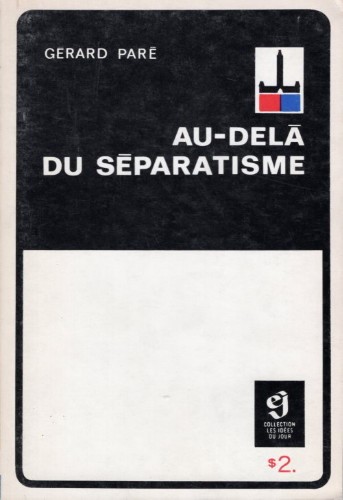 GERARD PARÉ
AU-DELÀ
DU SÉPARATISME
ej
COLLECTION
LES IDÉES
DU JOUR
$2.